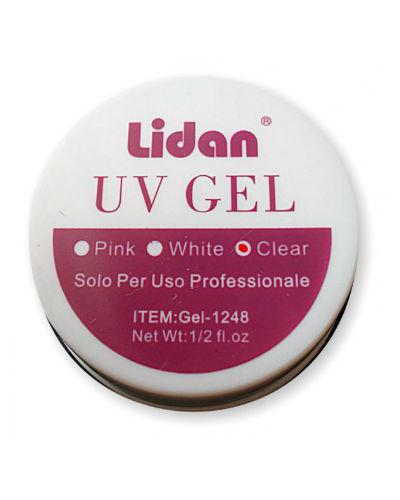 Lidan®
UV GEL
Pink White Clear
Solo Per Uso Professionale
ITEM:Gel-1248
Net Wt:1/2 fl.oz